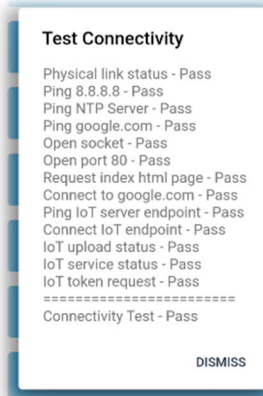 Test Connectivity
Physical link status - Pass
Ping 8.8.8.8 - Pass
Ping NTP Server - Pass
Ping google.com - Pass
Open socket - Pass
Open port 80 - Pass
Request index html page - Pass
Connect to google.com - Pass
Ping IoT server endpoint - Pass
Connect IOT endpoint - Pass
IoT upload status - Pass
IoT service status - Pass
IoT token request - Pass
========================
Connectivity Test - Pass
DISMISS